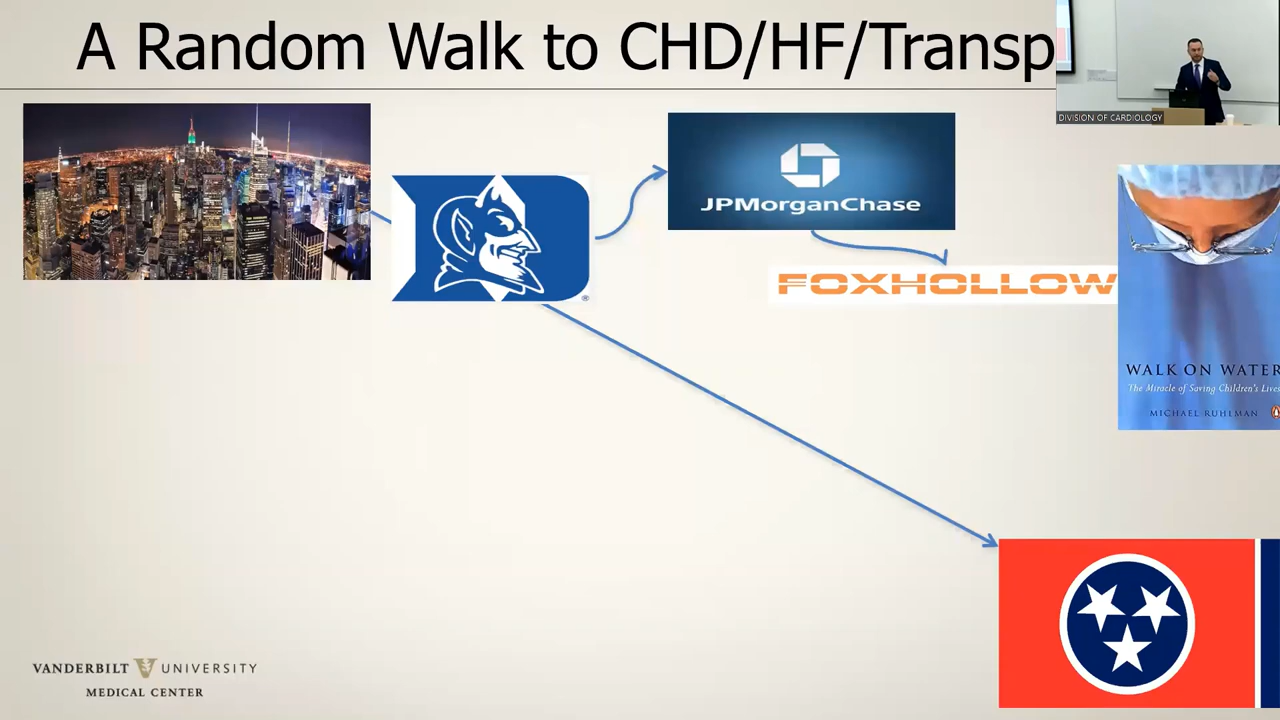 A Random Walk to CHD/HF/Transp
DIVISION OF CARDIOLOGY
JPMORGANCHASE
FOXHOLLOW
WALK ON WATER
The Miracle of Saving Children's Lives
MICHAEL RUHLMAN
VANDERBILT UNIVERSITY
MEDICAL CENTER